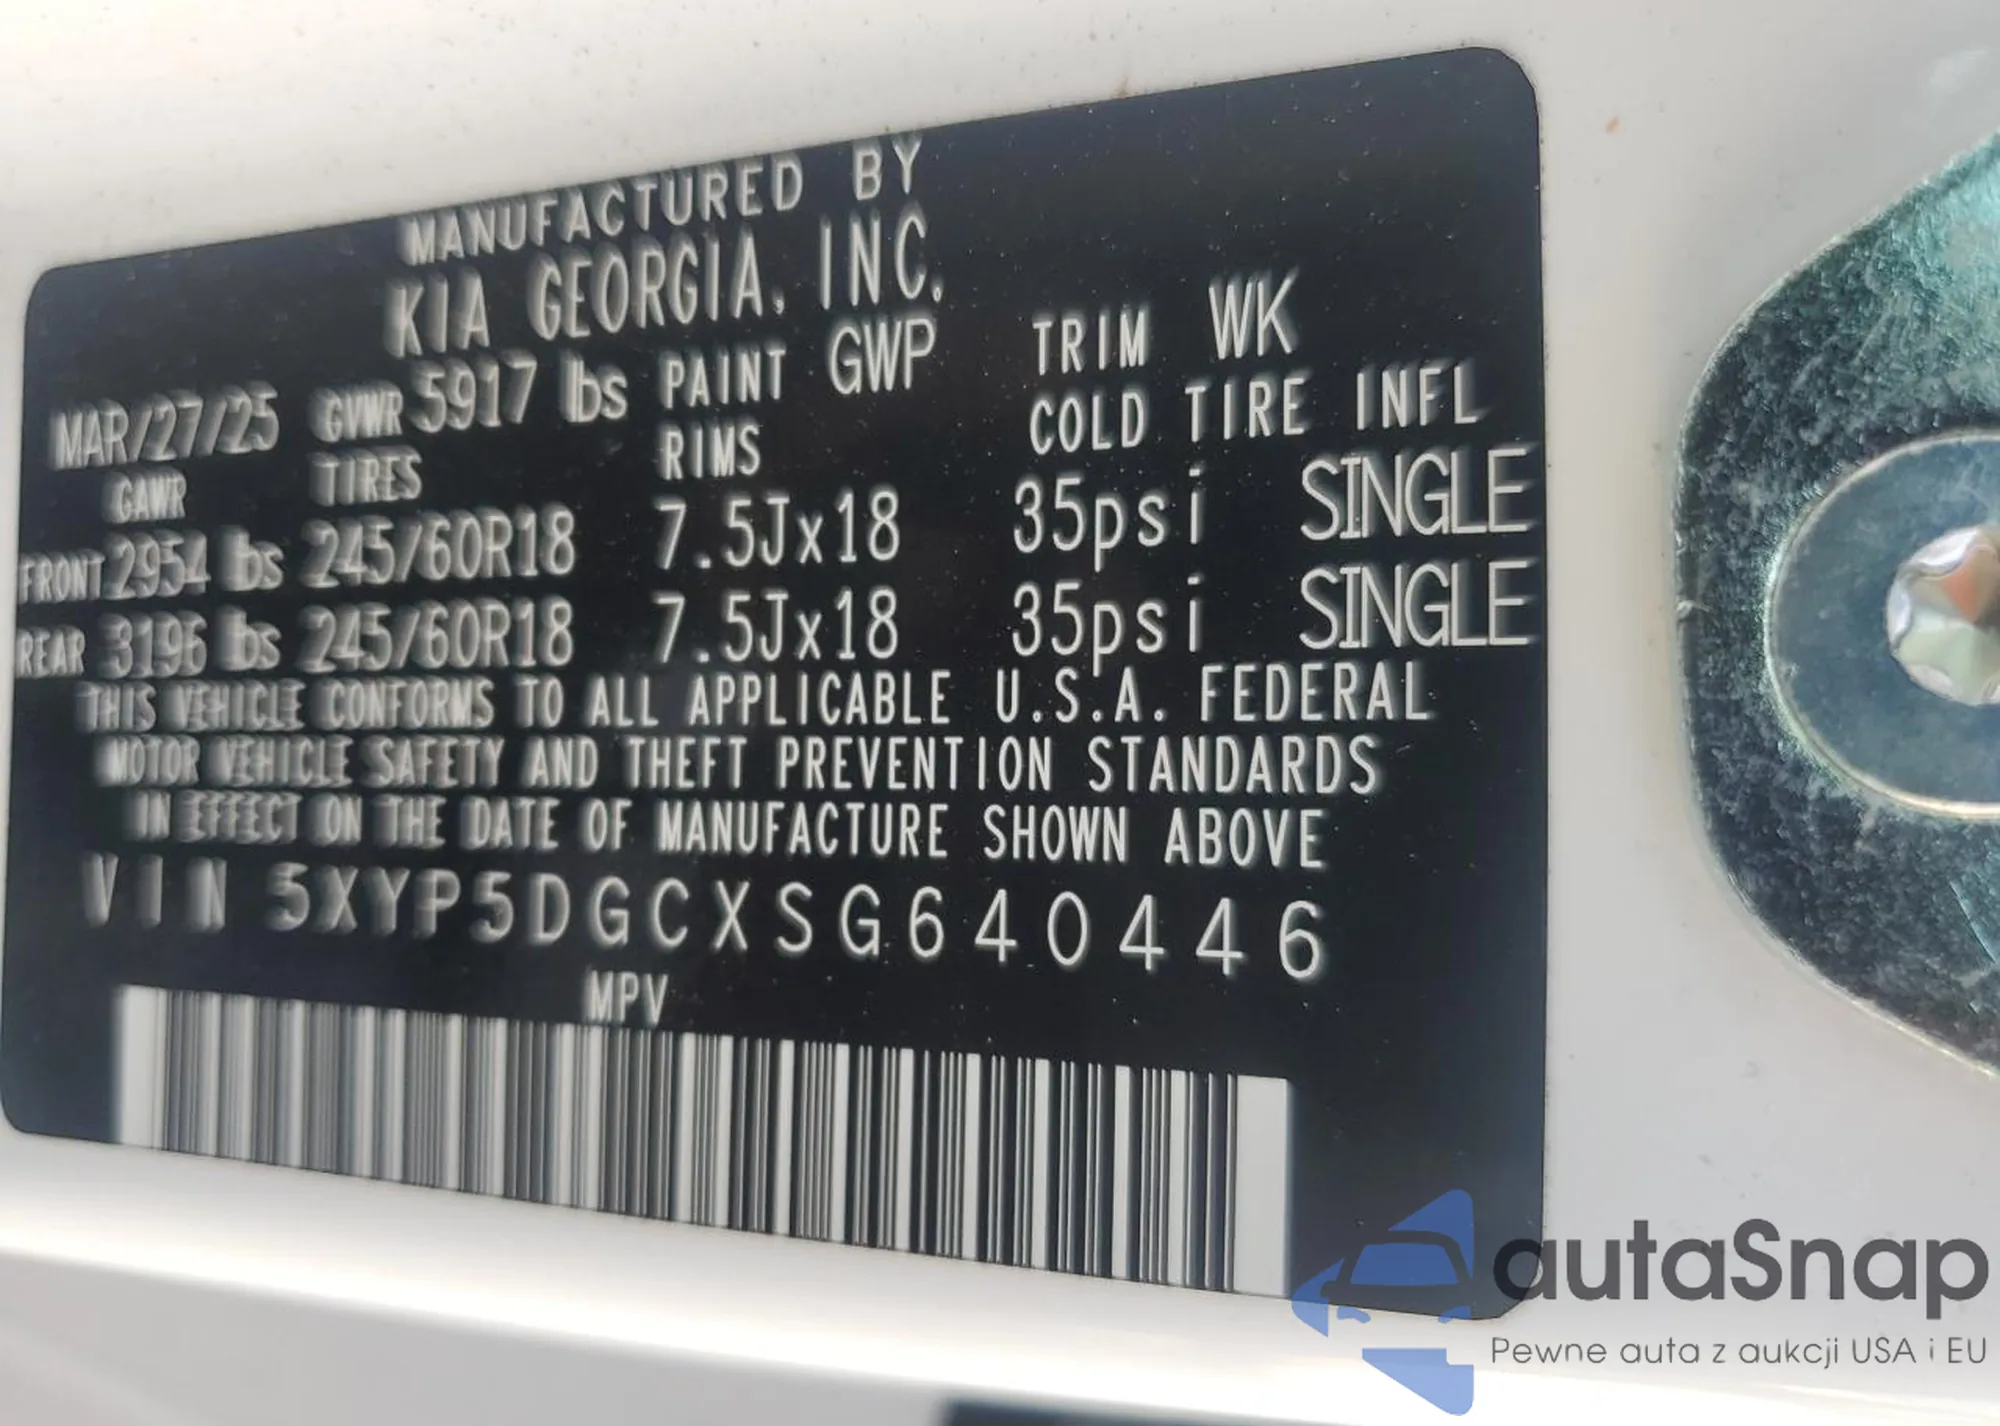 MANUFACTURED BY
KIA GEORGIA, INC.
MAR/27/25 GVWR 5917 lbs PAINT GWP TRIM WK
GAWR TIRES RIMS COLD TIRE INFL
FRONT 2954 lbs 245/60R18 7.5Jx18 35psi SINGLE
REAR 3196 lbs 245/60R18 7.5Jx18 35psi SINGLE
THIS VEHICLE CONFORMS TO ALL APPLICABLE U.S.A. FEDERAL
MOTOR VEHICLE SAFETY AND THEFT PREVENTION STANDARDS
IN EFFECT ON THE DATE OF MANUFACTURE SHOWN ABOVE
VIN 5XYP5DGCXSG640446
MPV
autaSnap
Pewne auta z aukcji USA i EU